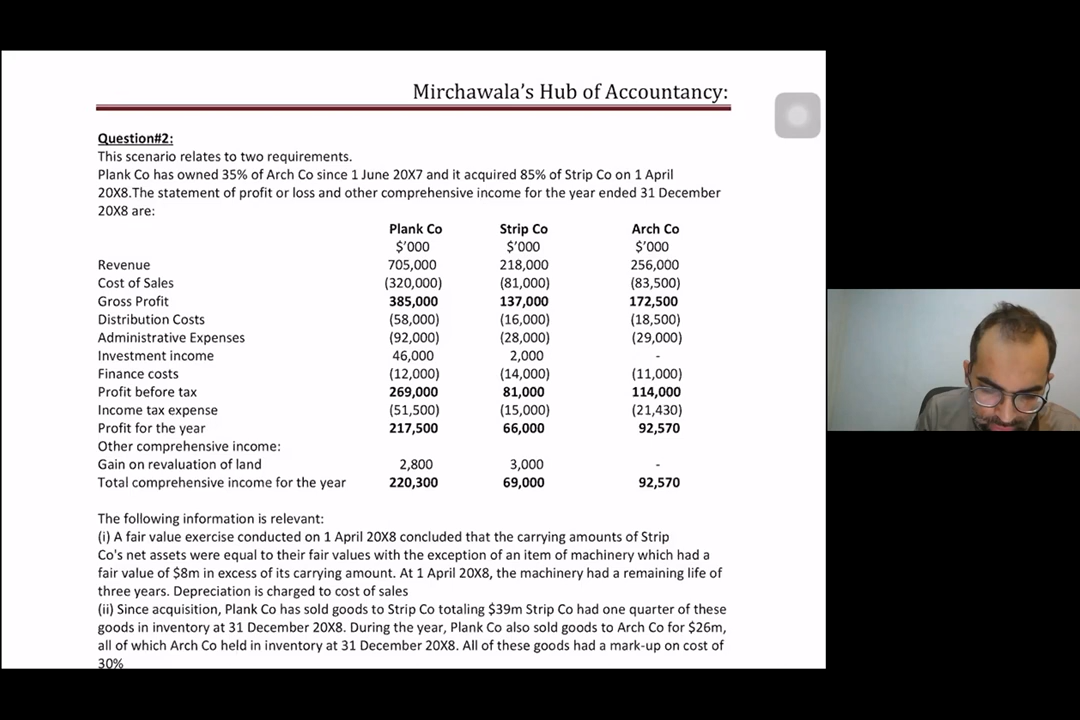 Mirchawala's Hub of Accountancy:
Question#2:
This scenario relates to two requirements.
Plank Co has owned 35% of Arch Co since 1 June 20X7 and it acquired 85% of Strip Co on 1 April
20X8.The statement of profit or loss and other comprehensive income for the year ended 31 December
20X8 are:
Plank Co Strip Co Arch Co
$'000 $'000 $'000
Revenue 705,000 218,000 256,000
Cost of Sales (320,000) (81,000) (83,500)
Gross Profit 385,000 137,000 172,500
Distribution Costs (58,000) (16,000) (18,500)
Administrative Expenses (92,000) (28,000) (29,000)
Investment income 46,000 2,000 -
Finance costs (12,000) (14,000) (11,000)
Profit before tax 269,000 81,000 114,000
Income tax expense (51,500) (15,000) (21,430)
Profit for the year 217,500 66,000 92,570
Other comprehensive income:
Gain on revaluation of land 2,800 3,000 -
Total comprehensive income for the year 220,300 69,000 92,570
The following information is relevant:
(i) A fair value exercise conducted on 1 April 20X8 concluded that the carrying amounts of Strip
Co's net assets were equal to their fair values with the exception of an item of machinery which had a
fair value of $8m in excess of its carrying amount. At 1 April 20X8, the machinery had a remaining life of
three years. Depreciation is charged to cost of sales
(ii) Since acquisition, Plank Co has sold goods to Strip Co totaling $39m Strip Co had one quarter of these
goods in inventory at 31 December 20X8. During the year, Plank Co also sold goods to Arch Co for $26m,
all of which Arch Co held in inventory at 31 December 20X8. All of these goods had a mark-up on cost of
30%